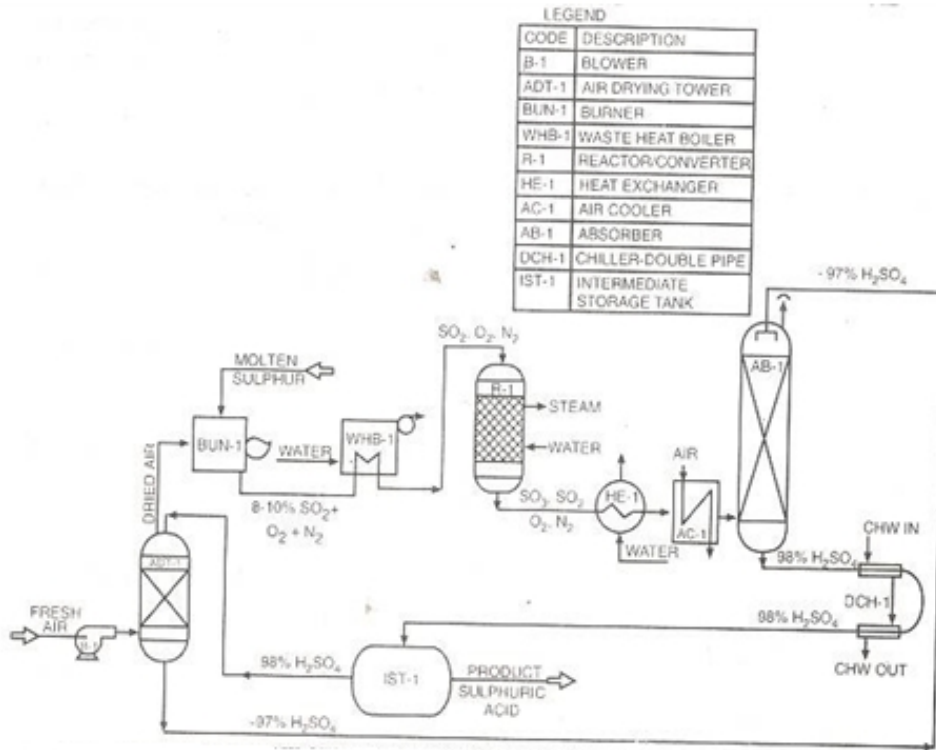 LEGEND
CODE DESCRIPTION
B-1 BLOWER
ADT-1 AIR DRYING TOWER
BUN-1 BURNER
WHB-1 WASTE HEAT BOILER
R-1 REACTOR/CONVERTER
HE-1 HEAT EXCHANGER
AC-1 AIR COOLER
AB-1 ABSORBER
DCH-1 CHILLER-DOUBLE PIPE
IST-1 INTERMEDIATE
STORAGE TANK
-97% H₂SO₄
SO₂, O₂, N₂
MOLTEN
SULPHUR
R-1
AB-1
STEAM
BUN-1
WATER
WHB-1
WATER
AIR
DRIED AIR
8-10% SO₂+
O₂ + N₂
SO₃, SO₂
O₂, N₂
HE-1
AC-1
WATER
CHW IN
98% H₂SO₄
ADT-1
DCH-1
FRESH
AIR
98% H₂SO₄
CHW OUT
98% H₂SO₄
IST-1
PRODUCT
SULPHURIC
ACID
-97% H₂SO₄